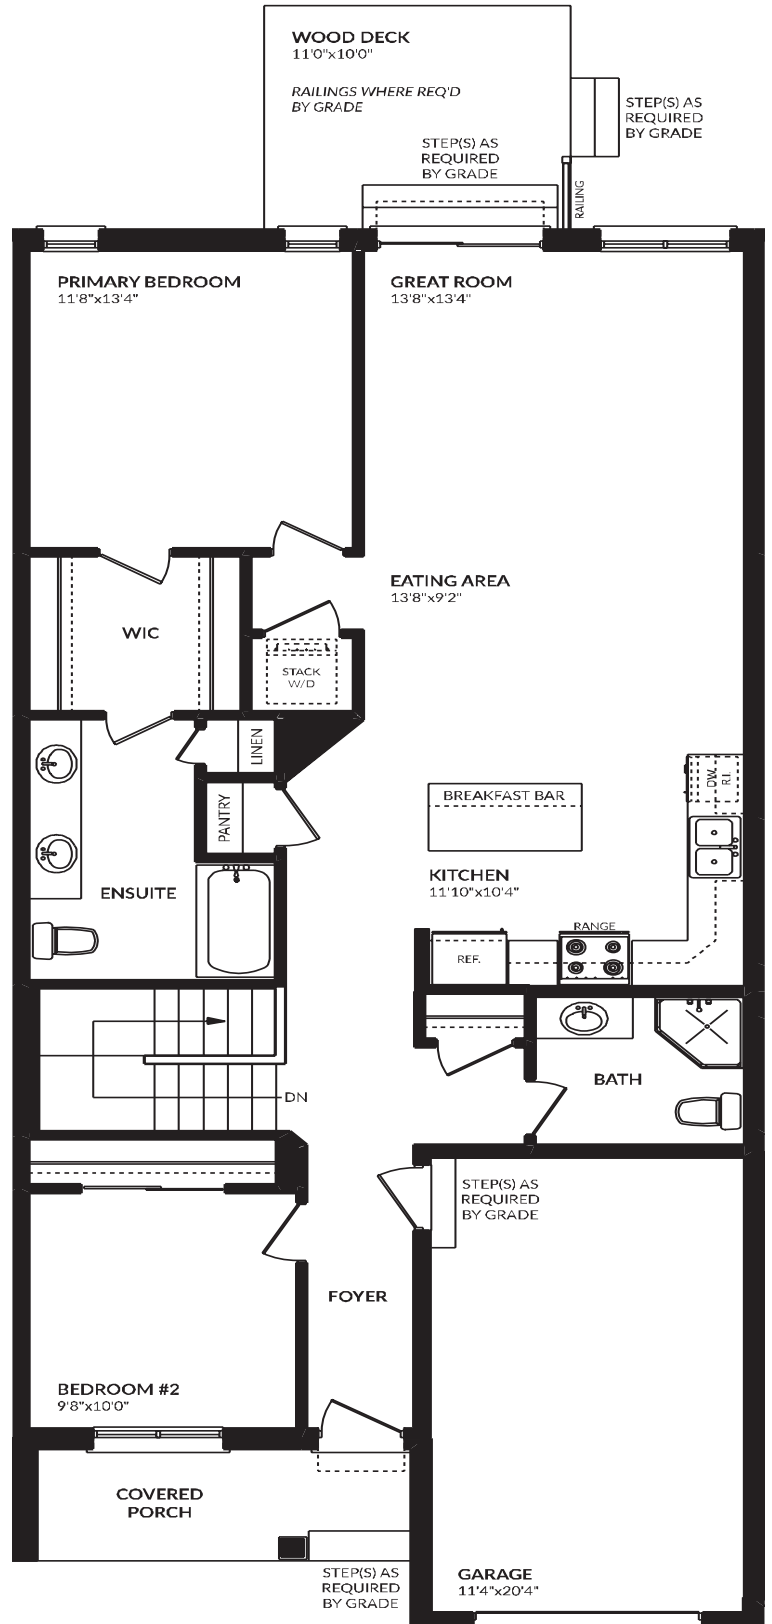 WOOD DECK
11'0"x10'0"
RAILINGS WHERE REQ'D
BY GRADE
STEP(S) AS
REQUIRED
BY GRADE
STEP(S) AS
REQUIRED
BY GRADE
RAILING
PRIMARY BEDROOM
11'8"x13'4"
GREAT ROOM
13'8"x13'4"
EATING AREA
13'8"x9'2"
WIC
STACK
W/D
LINEN
PANTRY
BREAKFAST BAR
DW
R.I.
KITCHEN
11'10"x10'4"
ENSUITE
RANGE
REF.
BATH
DN
STEP(S) AS
REQUIRED
BY GRADE
FOYER
BEDROOM #2
9'8"x10'0"
COVERED
PORCH
STEP(S) AS
REQUIRED
BY GRADE
GARAGE
11'4"x20'4"